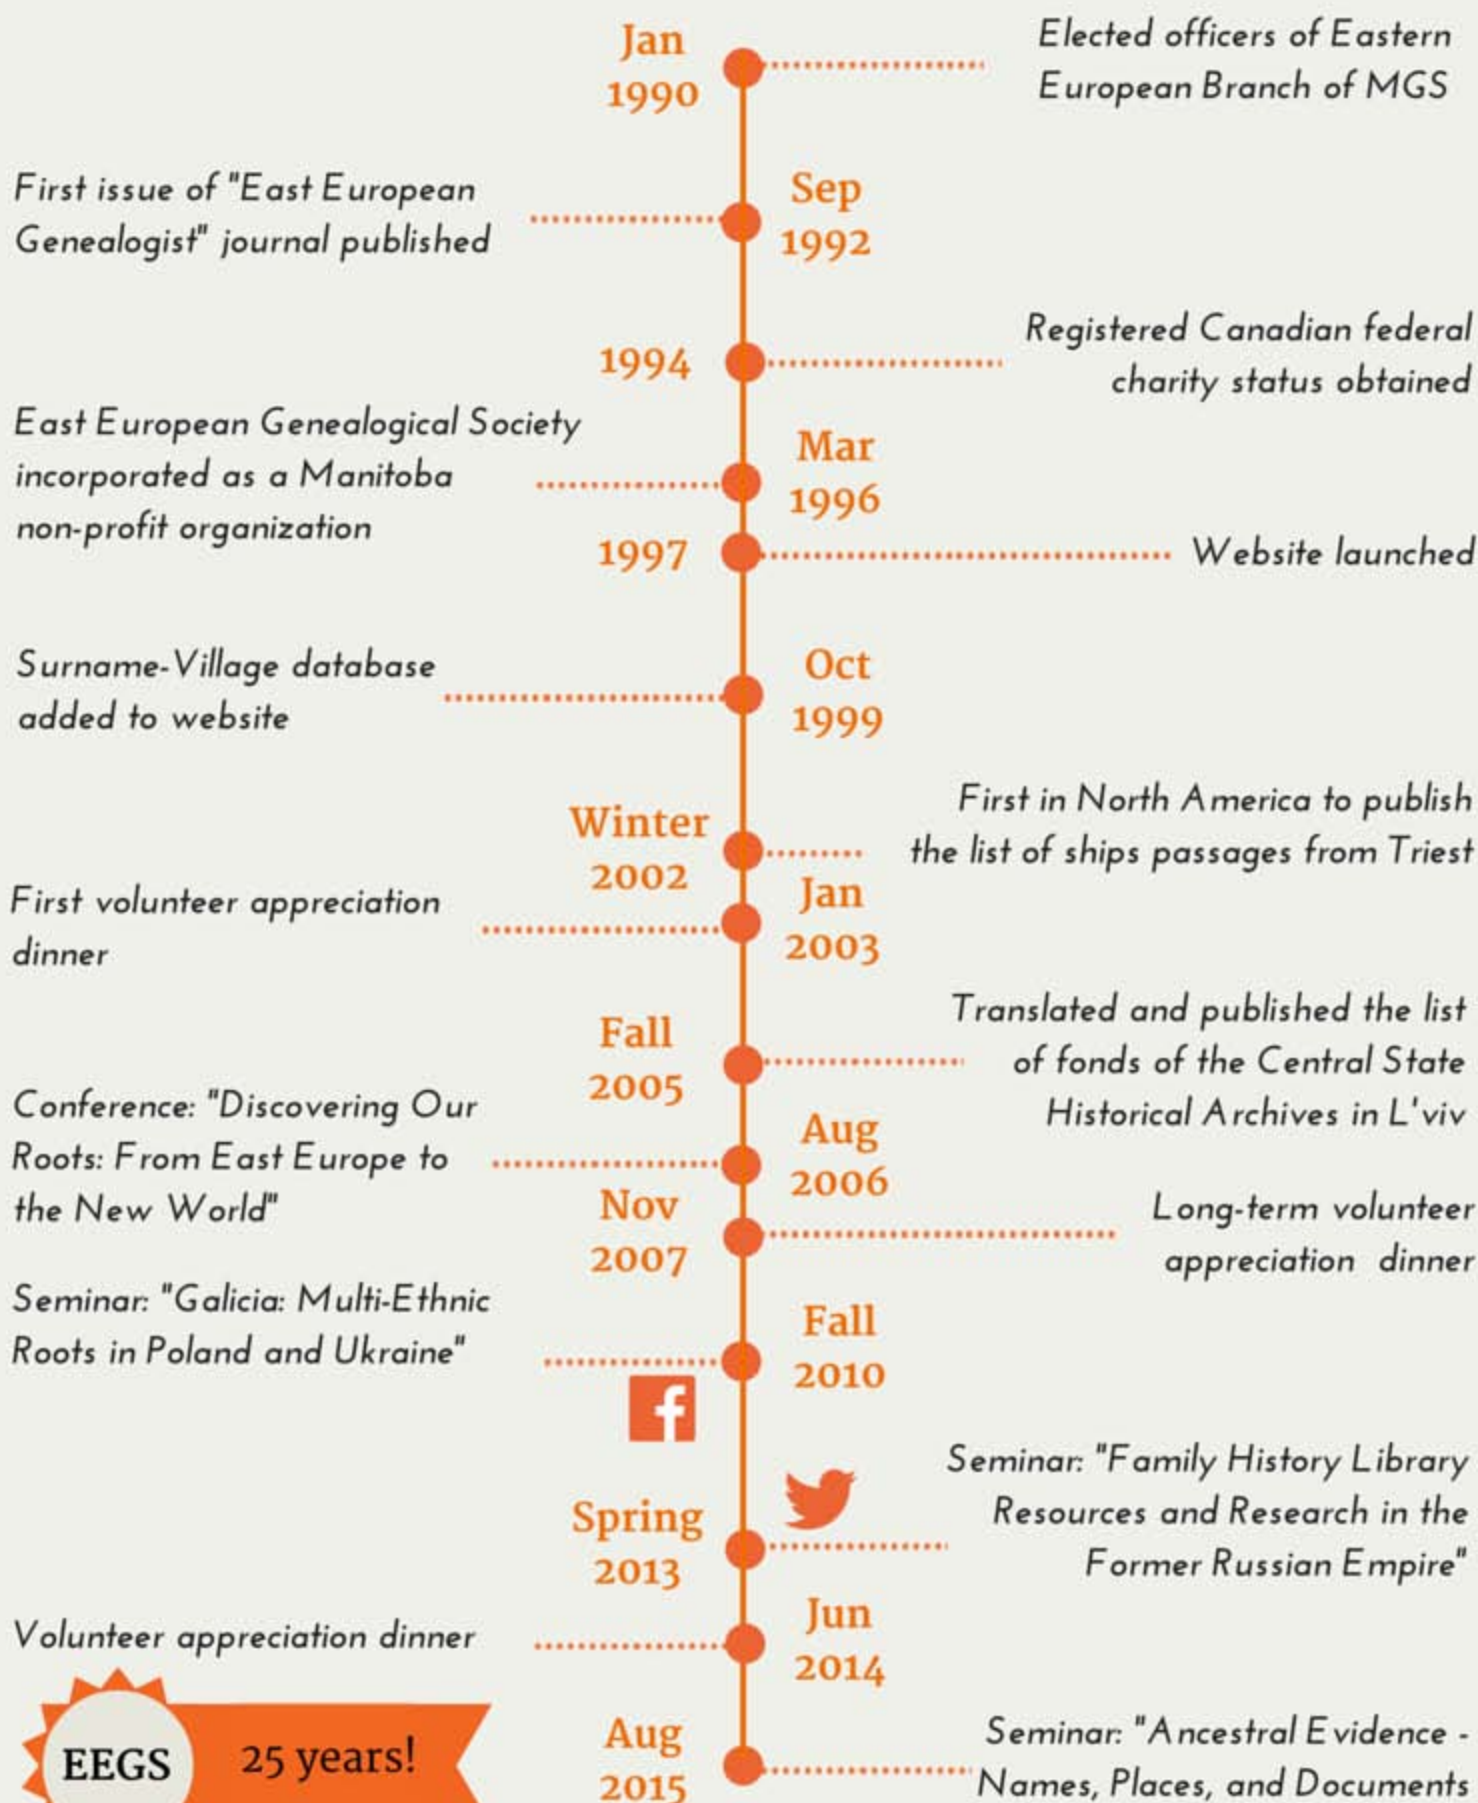 Jan
1990
Elected officers of Eastern
European Branch of MGS
First issue of "East European
Genealogist" journal published
Sep
1992
1994
Registered Canadian federal
charity status obtained
East European Genealogical Society
incorporated as a Manitoba
non-profit organization
Mar
1996
1997
Website launched
Surname-Village database
added to website
Oct
1999
Winter
2002
First in North America to publish
the list of ships passages from Triest
First volunteer appreciation
dinner
Jan
2003
Fall
2005
Translated and published the list
of fonds of the Central State
Historical Archives in L'viv
Conference: "Discovering Our
Roots: From East Europe to
the New World"
Aug
2006
Nov
2007
Long-term volunteer
appreciation dinner
Seminar: "Galicia: Multi-Ethnic
Roots in Poland and Ukraine"
Fall
2010
f
Spring
2013
Seminar: "Family History Library
Resources and Research in the
Former Russian Empire"
Volunteer appreciation dinner
Jun
2014
EEGS
25 years!
Aug
2015
Seminar: "Ancestral Evidence -
Names, Places, and Documents